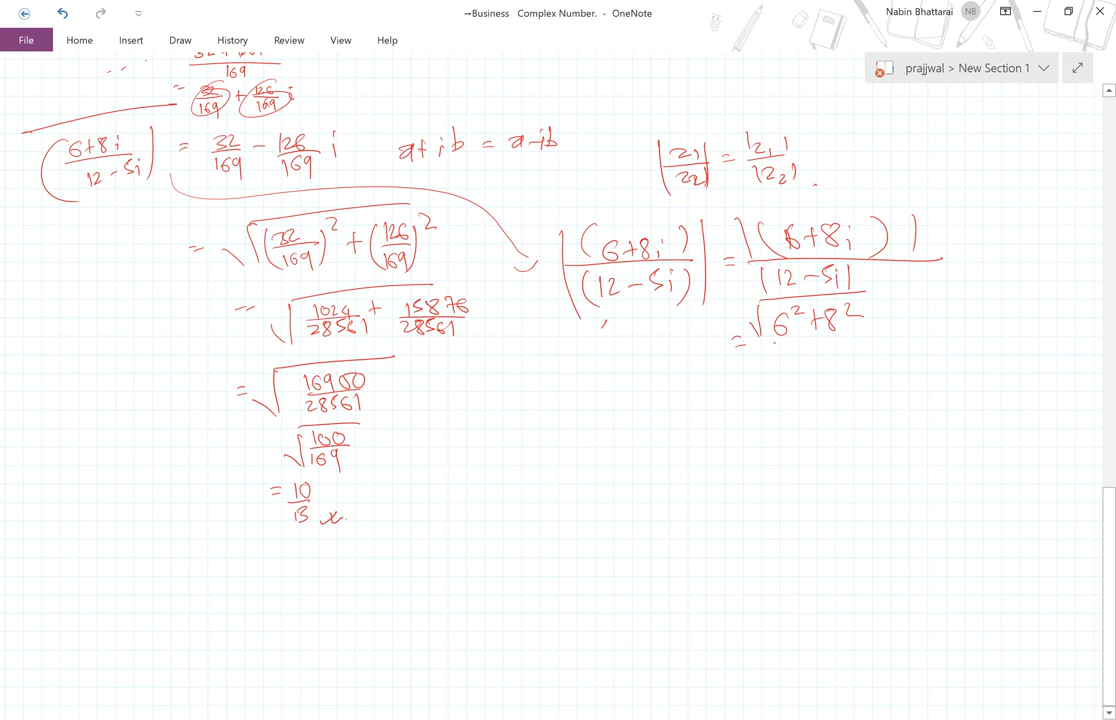 →Business Complex Number. - OneNote
Nabin Bhattarai NB
File Home Insert Draw History Review View Help
prajjwal > New Section 1
169
= 32/169 + 126/169 i
(6+8i / 12-5i) = 32/169 - 126/169 i
a+ib = a-ib
|z1/z2| = |z1|/|z2|.
= √((32/169)² + (126/169)²)
= √(1024/28561 + 15876/28561)
= √(16900/28561)
√(100/169)
= 10/13
|(6+8i)/(12-5i)| = |(6+8i)|/|12-5i|
= √6²+8²